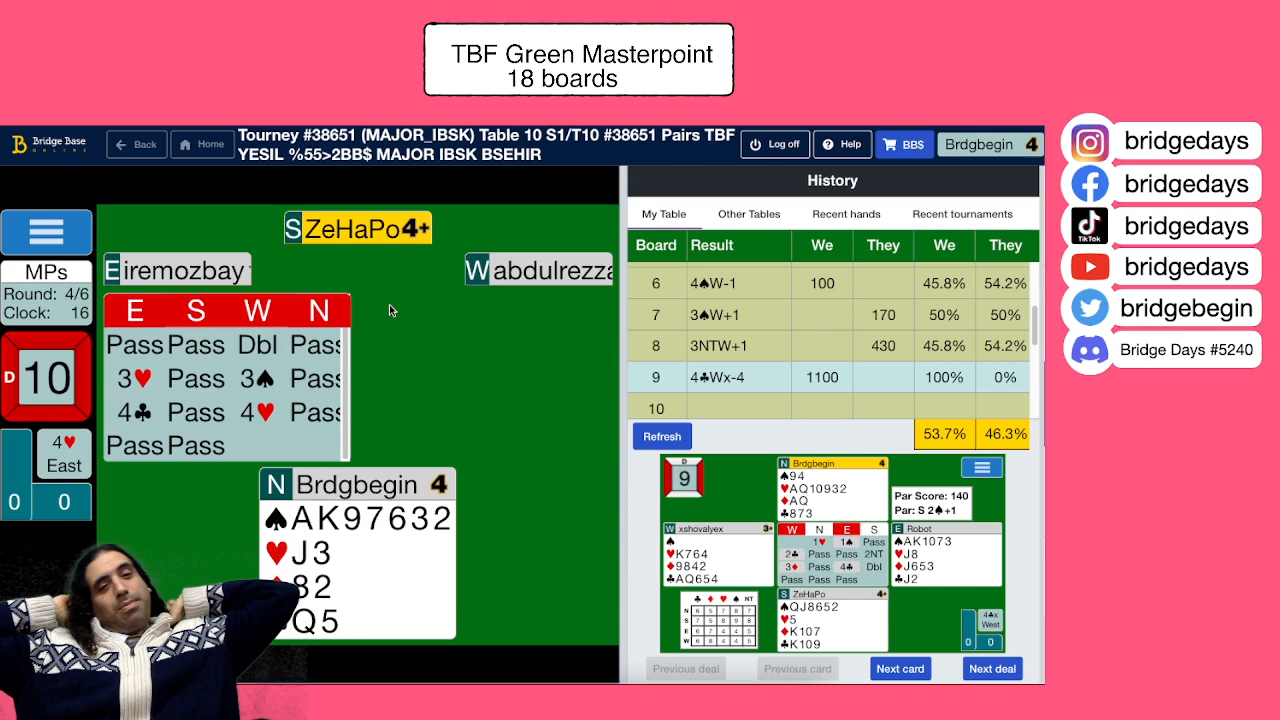 TBF Green Masterpoint
18 boards
Bridge Base
ONLINE
Back
Home
Tourney #38651 (MAJOR_IBSK) Table 10 S1/T10 #38651 Pairs TBF
YESIL %55>2BB$ MAJOR IBSK BSEHIR
Log off
Help
BB$
Brdgbegin 4
MPs
Round: 4/6
Clock: 16
D 10
4♥
East
0 0
S ZeHaPo 4+
E iremozbay
W abdulrezza
E S W N
Pass Pass Dbl Pass
3♥ Pass 3♠ Pass
4♣ Pass 4♥ Pass
Pass Pass
N Brdgbegin 4
♠AK97632
♥J3
82
Q5
History
My Table Other Tables Recent hands Recent tournaments
Board Result We They We They
6 4♠W-1 100 45.8% 54.2%
7 3♠W+1 170 50% 50%
8 3NTW+1 430 45.8% 54.2%
9 4♣Wx-4 1100 100% 0%
10
Refresh
53.7% 46.3%
D
9
N Brdgbegin 4
♠94
♥AQ10932
♦AQ
♣873
Par Score: 140
Par: S 2♠+1
W xshovalyex 3+
♠
♥K764
♦9842
♣AQ654
W N E S
1♥ 1♠ Pass
2♣ Pass Pass 2NT
3♦ Pass 4♣ Dbl
Pass Pass Pass
E Robot
♠AK1073
♥J8
♦J653
♣J2
S ZeHaPo 4+
♠QJ8652
♥5
♦K107
♣K109
4♣x
West
0 0
Previous deal
Previous card
Next card
Next deal
bridgedays
bridgedays
TikTok
bridgedays
bridgedays
bridgebegin
Bridge Days #5240